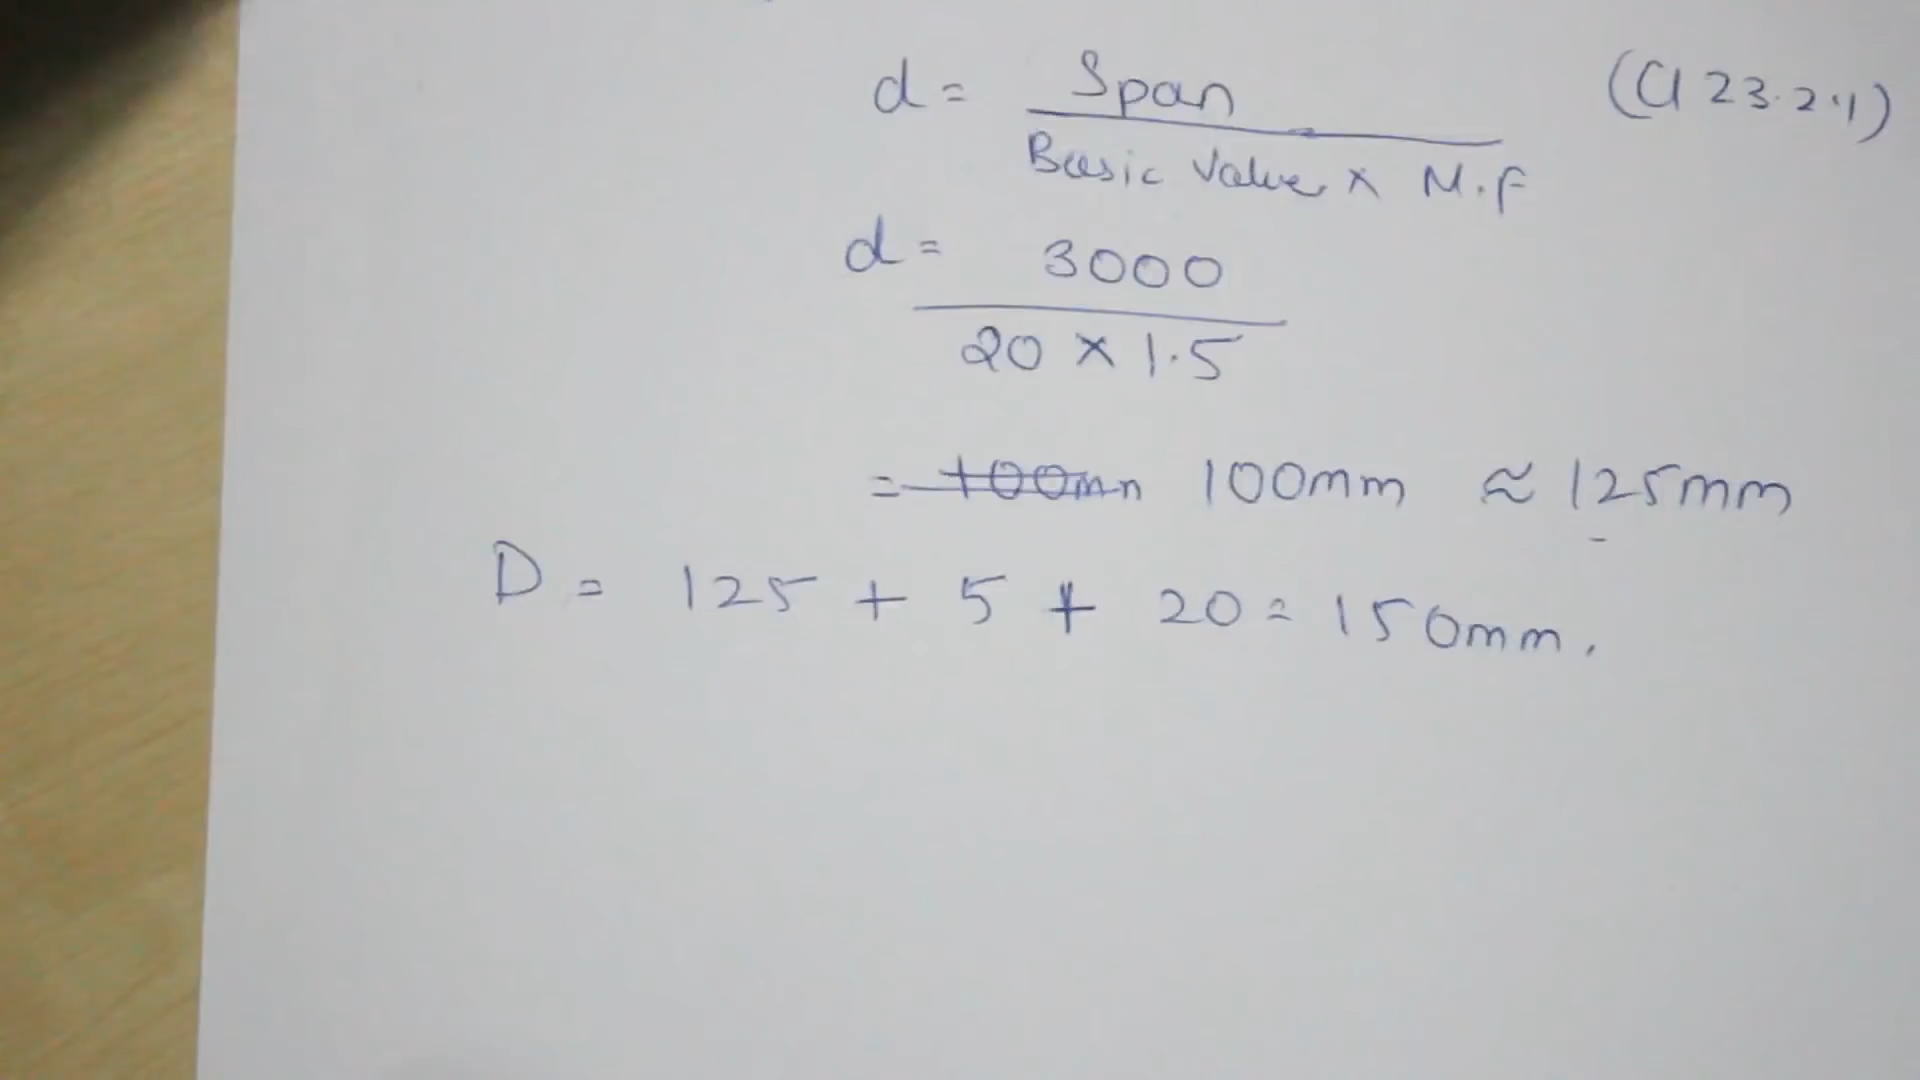 d = Span (Cl 23.2.1)
Basic Value x M.F
d = 3000
20 x 1.5
= 100mm 100mm ≈ 125mm
D = 125 + 5 + 20 = 150mm.